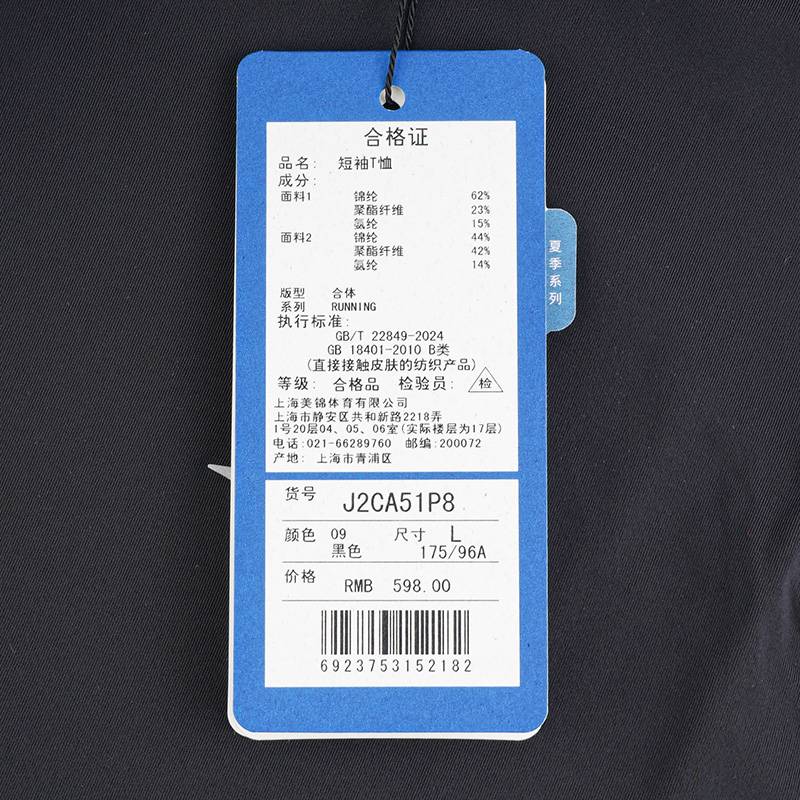 合格证
品名: 短袖T恤
成分:
面料1 锦纶 62%
聚酯纤维 23%
氨纶 15%
面料2 锦纶 44%
聚酯纤维 42%
氨纶 14%
版型 合体
系列 RUNNING
执行标准:
GB/T 22849-2024
GB 18401-2010 B类
(直接接触皮肤的纺织产品)
等级: 合格品 检验员: 检
上海美锦体育有限公司
上海市静安区共和新路2218弄
1号20层04、05、06室(实际楼层为17层)
电话:021-66289760 邮编:200072
产地: 上海市青浦区
夏季系列
货号 J2CA51P8
颜色 09 尺寸 L
黑色 175/96A
价格 RMB 598.00
6923753152182